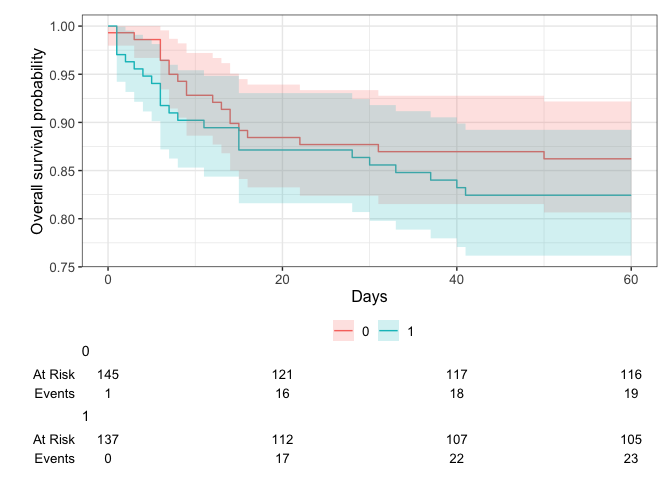 1.00
0.95
0.90
0.85
0.80
0.75
Overall survival probability
0 20 40 60
Days
0 1
0
At Risk 145 121 117 116
Events 1 16 18 19
1
At Risk 137 112 107 105
Events 0 17 22 23